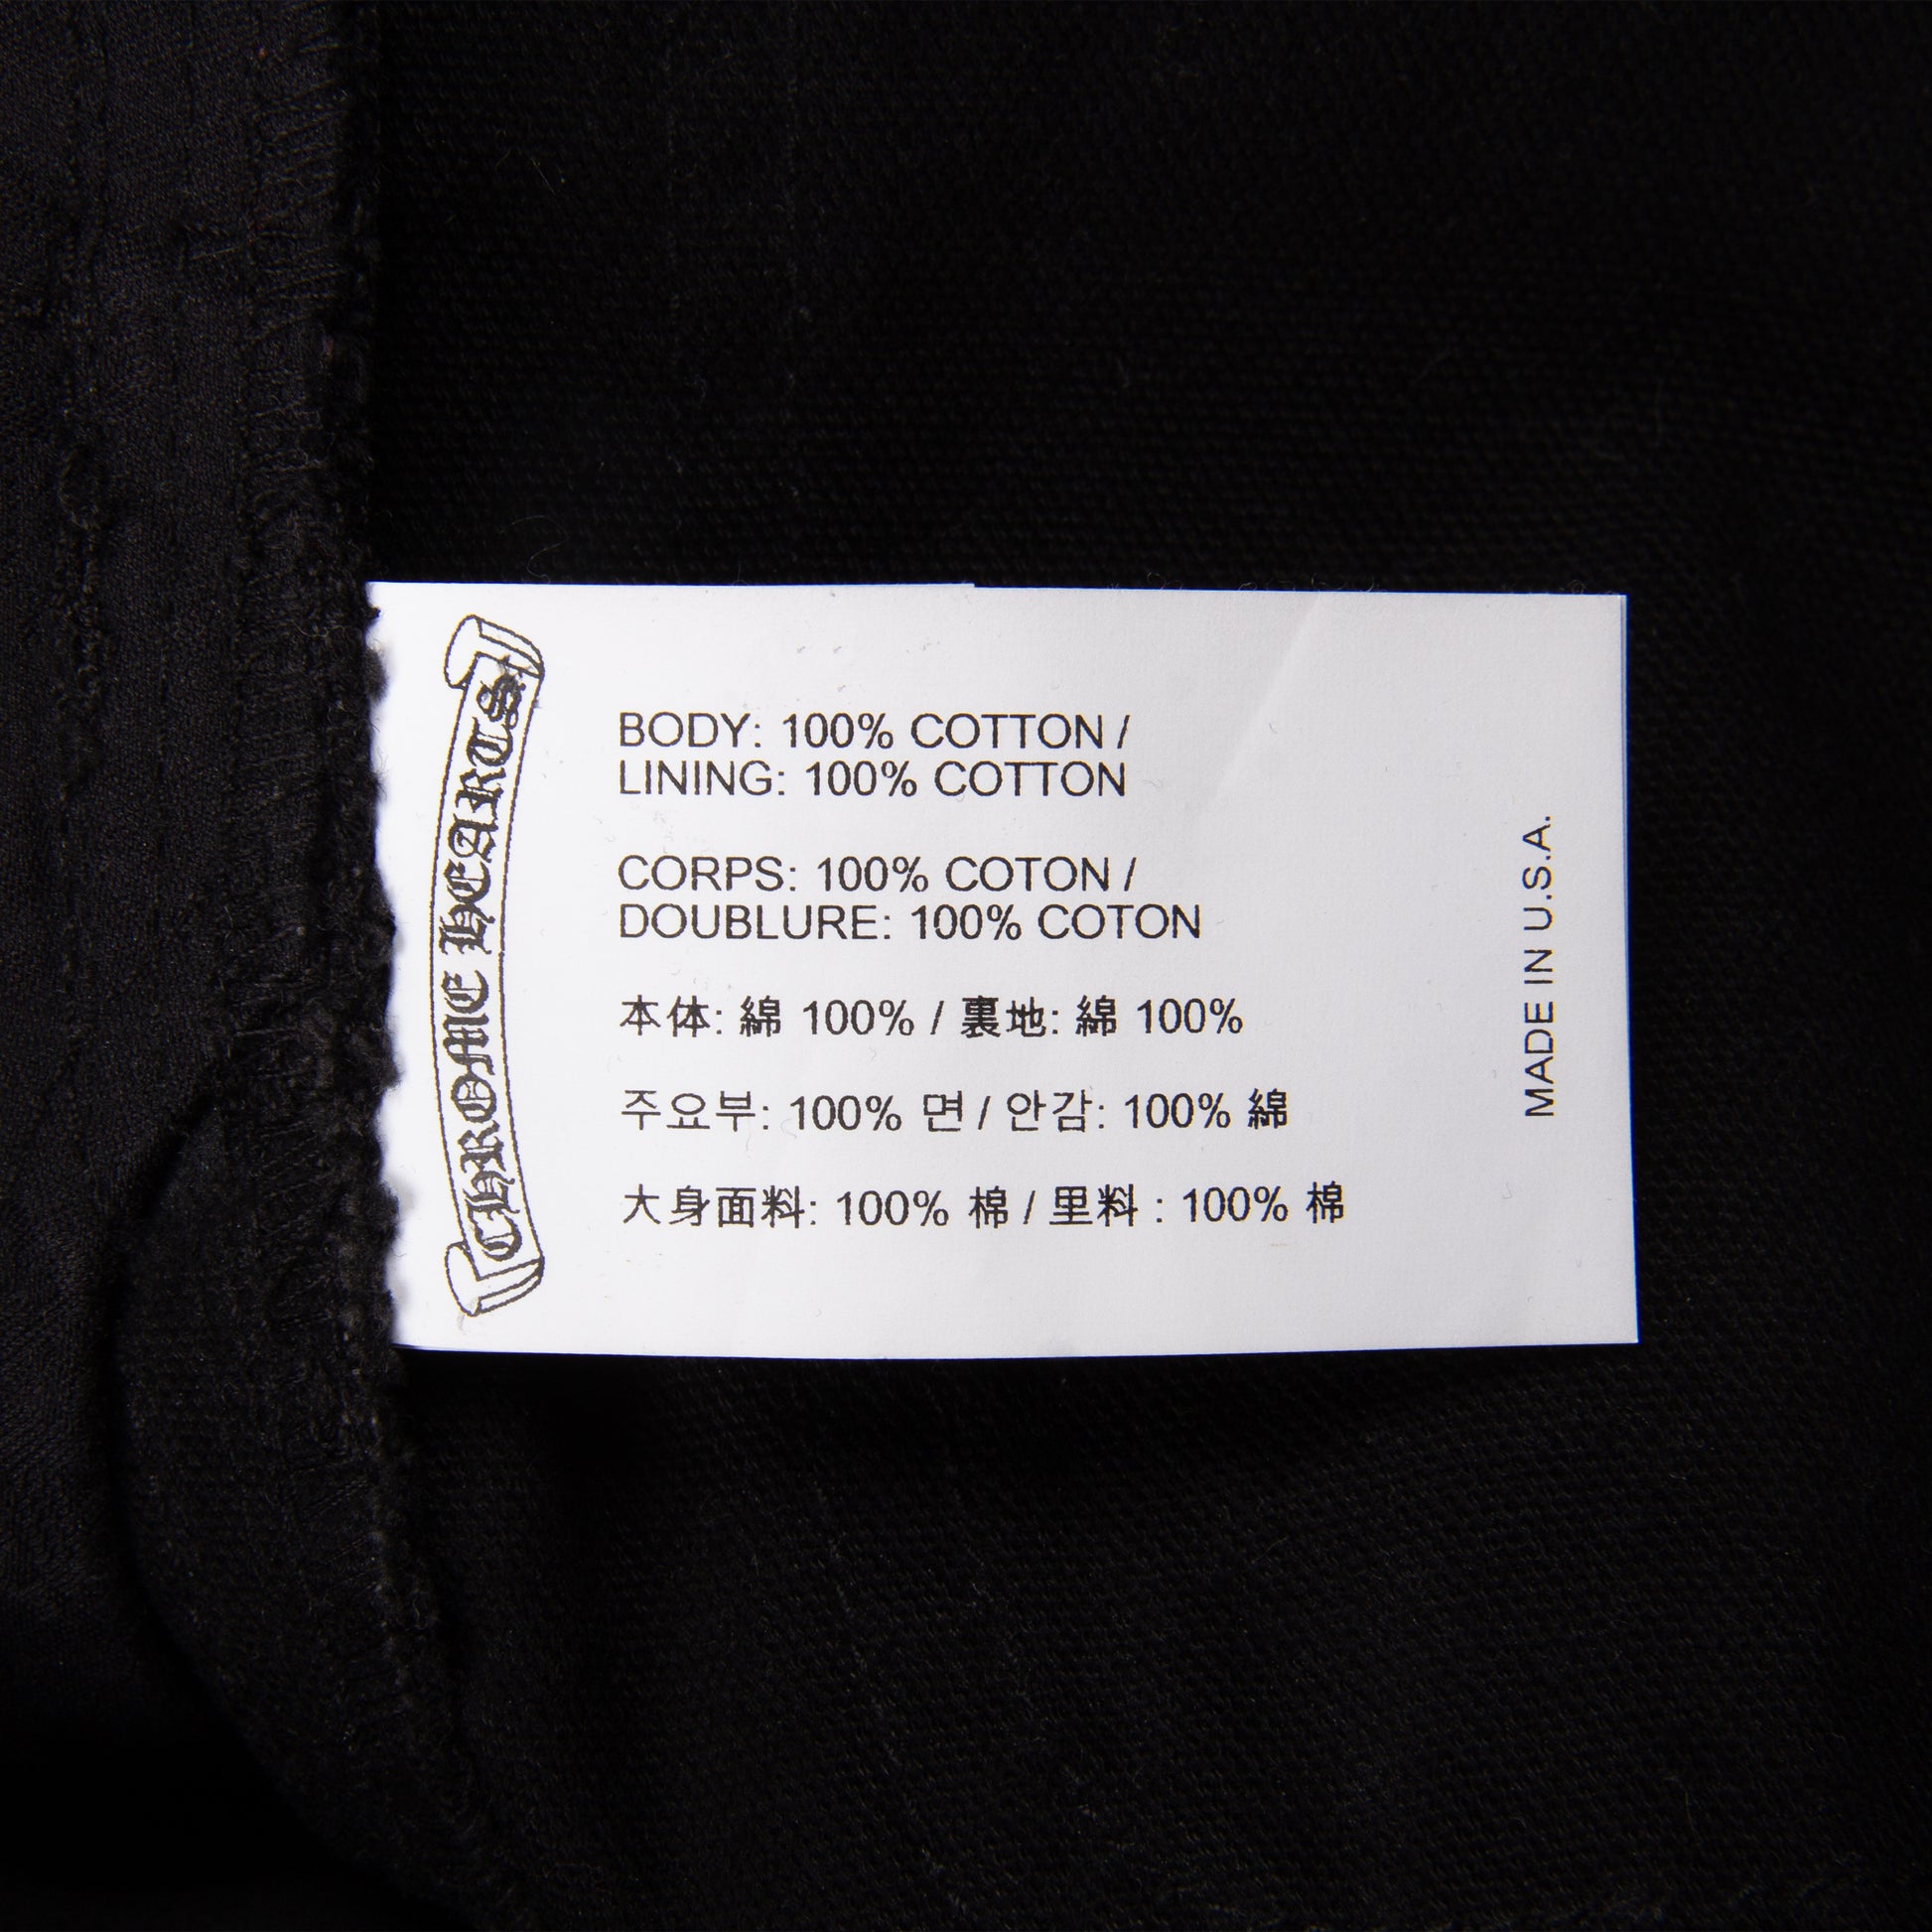 CHROME HEARTS
BODY: 100% COTTON /
LINING: 100% COTTON
CORPS: 100% COTON /
DOUBLURE: 100% COTON
本体: 綿 100% / 裏地: 綿 100%
주요부: 100% 면 / 안감: 100% 綿
大身面料: 100% 棉 / 里料 : 100% 棉
MADE IN U.S.A.